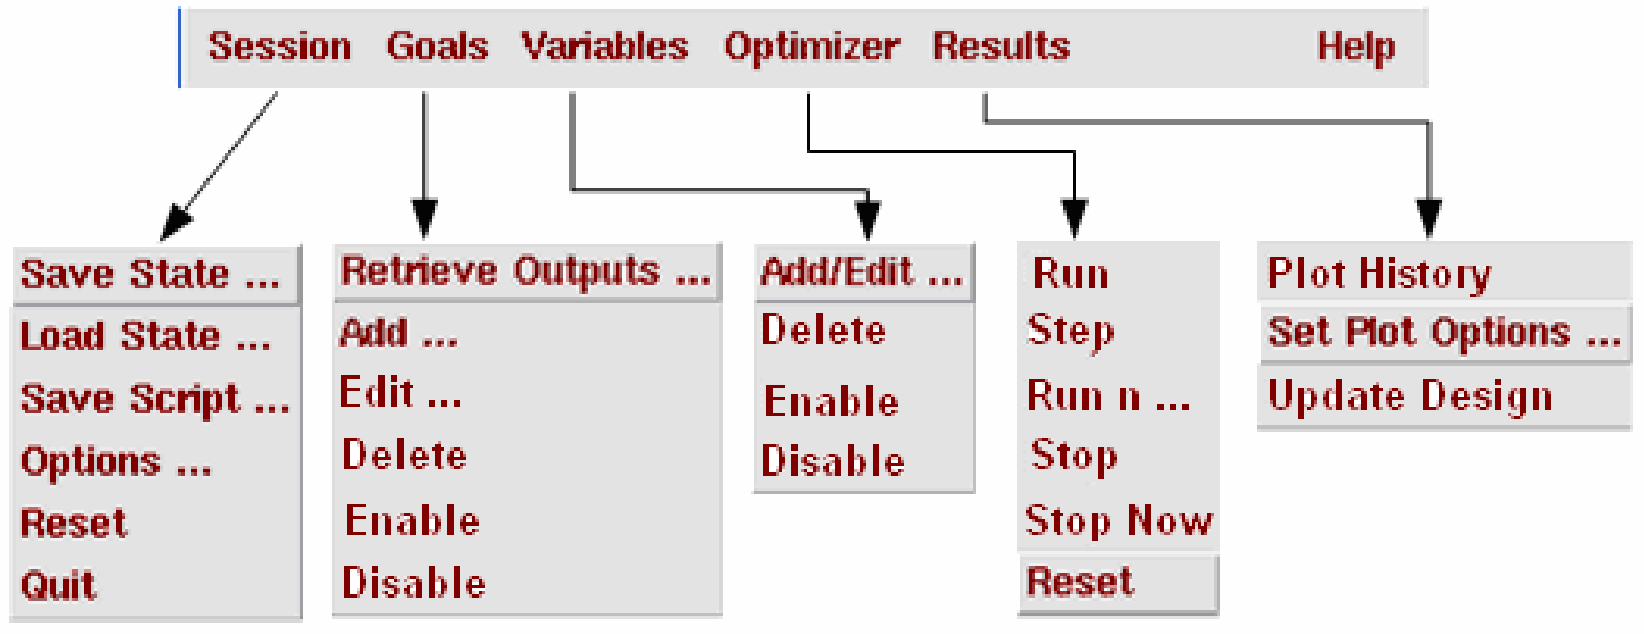 Session Goals Variables Optimizer Results Help
Save State ...
Load State ...
Save Script ...
Options ...
Reset
Quit
Retrieve Outputs ...
Add ...
Edit ...
Delete
Enable
Disable
Add/Edit ...
Delete
Enable
Disable
Run
Step
Run n ...
Stop
Stop Now
Reset
Plot History
Set Plot Options ...
Update Design